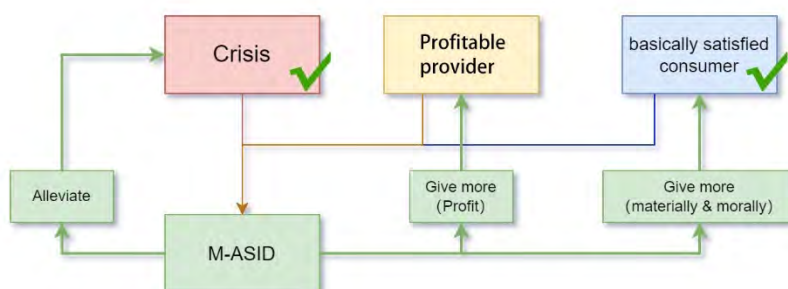 Crisis
Profitable
provider
basically satisfied
consumer
Alleviate
Give more
(Profit)
Give more
(materially & morally)
M-ASID